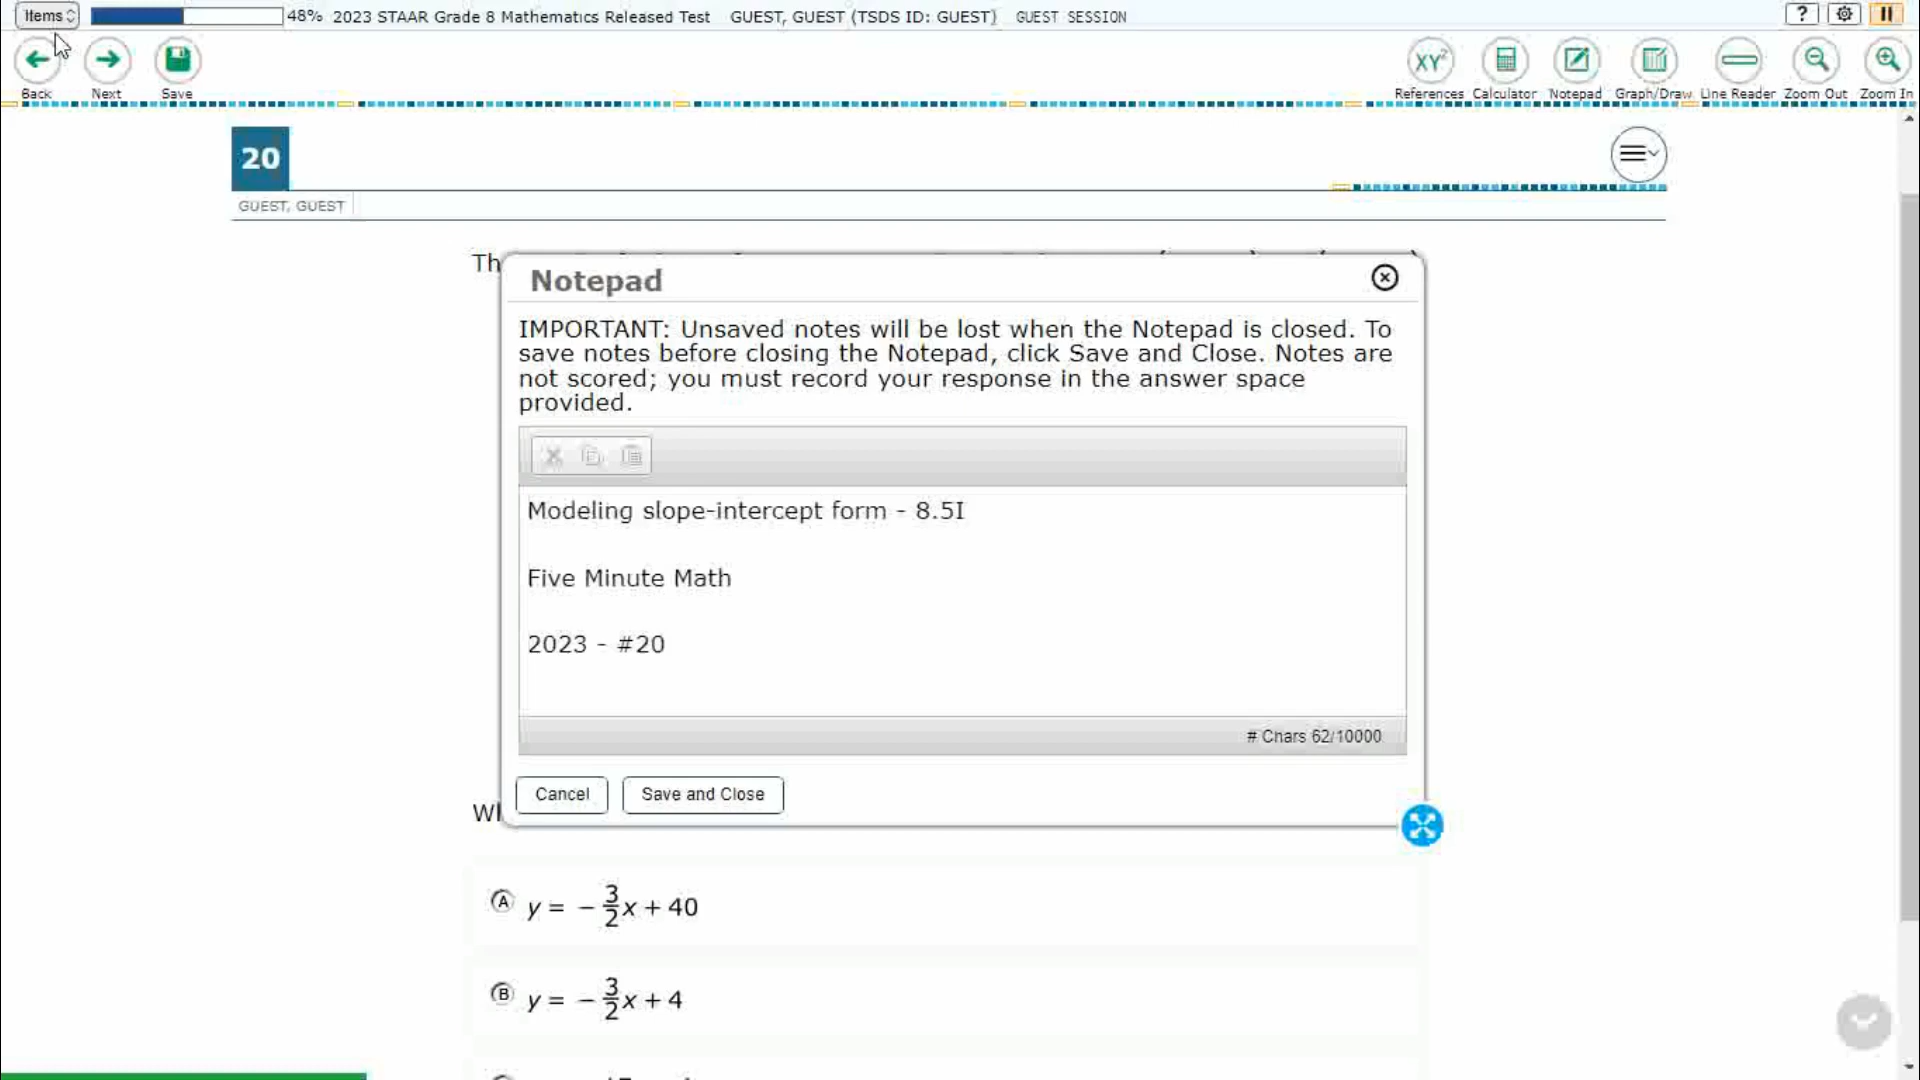 Items 48% 2023 STAAR Grade 8 Mathematics Released Test GUEST, GUEST (TSDS ID: GUEST) GUEST SESSION ?
XY²
Back Next Save References Calculator Notepad Graph/Draw Line Reader Zoom Out Zoom In
20
GUEST, GUEST
Th
Notepad
IMPORTANT: Unsaved notes will be lost when the Notepad is closed. To
save notes before closing the Notepad, click Save and Close. Notes are
not scored; you must record your response in the answer space
provided.
Modeling slope-intercept form - 8.5I
Five Minute Math
2023 - #20
# Chars 62/10000
Cancel Save and Close
A y = − 3/2 x + 40
B y = − 3/2 x + 4